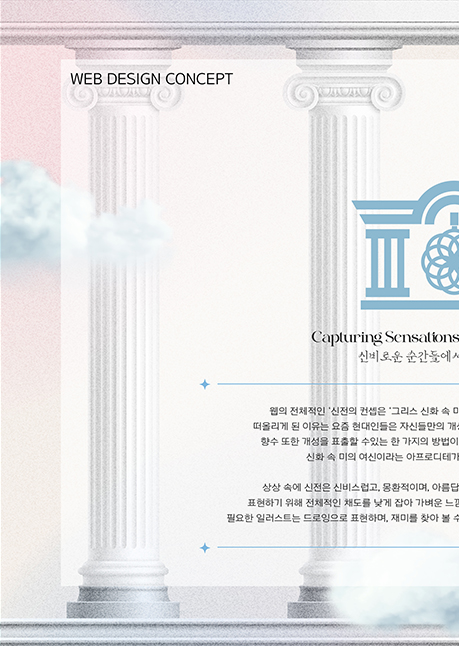 WEB DESIGN CONCEPT
Capturing Sensations
신비로운 순간들에서
웹의 전체적인 '신전의 컨셉은 '그리스 신화 속 미
떠올리게 된 이유는 요즘 현대인들은 자신들만의 개성
향수 또한 개성을 표출할 수있는 한 가지의 방법이
신화 속 미의 여신이라는 아프로디테가
상상 속에 신전은 신비스럽고, 몽환적이며, 아름답
표현하기 위해 전체적인 채도를 낮게 잡아 가벼운 느낌
필요한 일러스트는 드로잉으로 표현하며, 재미를 찾아 볼 수